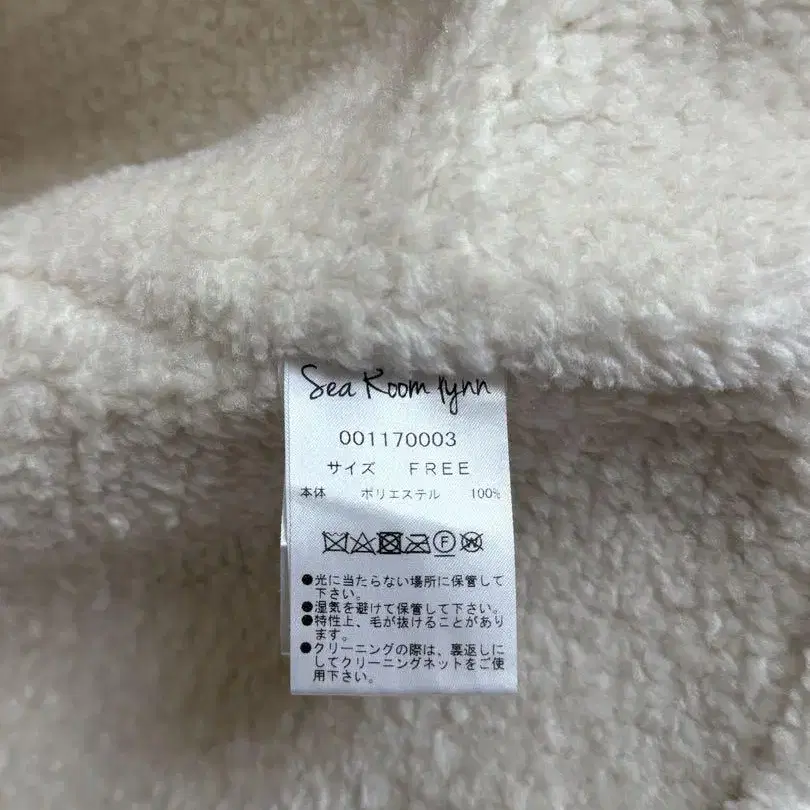 Sea Room lynn
001170003
サイズ FREE
本体 ポリエステル 100%
F W
●光に当たらない場所に保管して
下さい。
●湿気を避けて保管して下さい。
●特性上、毛が抜けることがあり
ます。
●クリーニングの際は、裏返しに
してクリーニングネットをご使
用下さい。